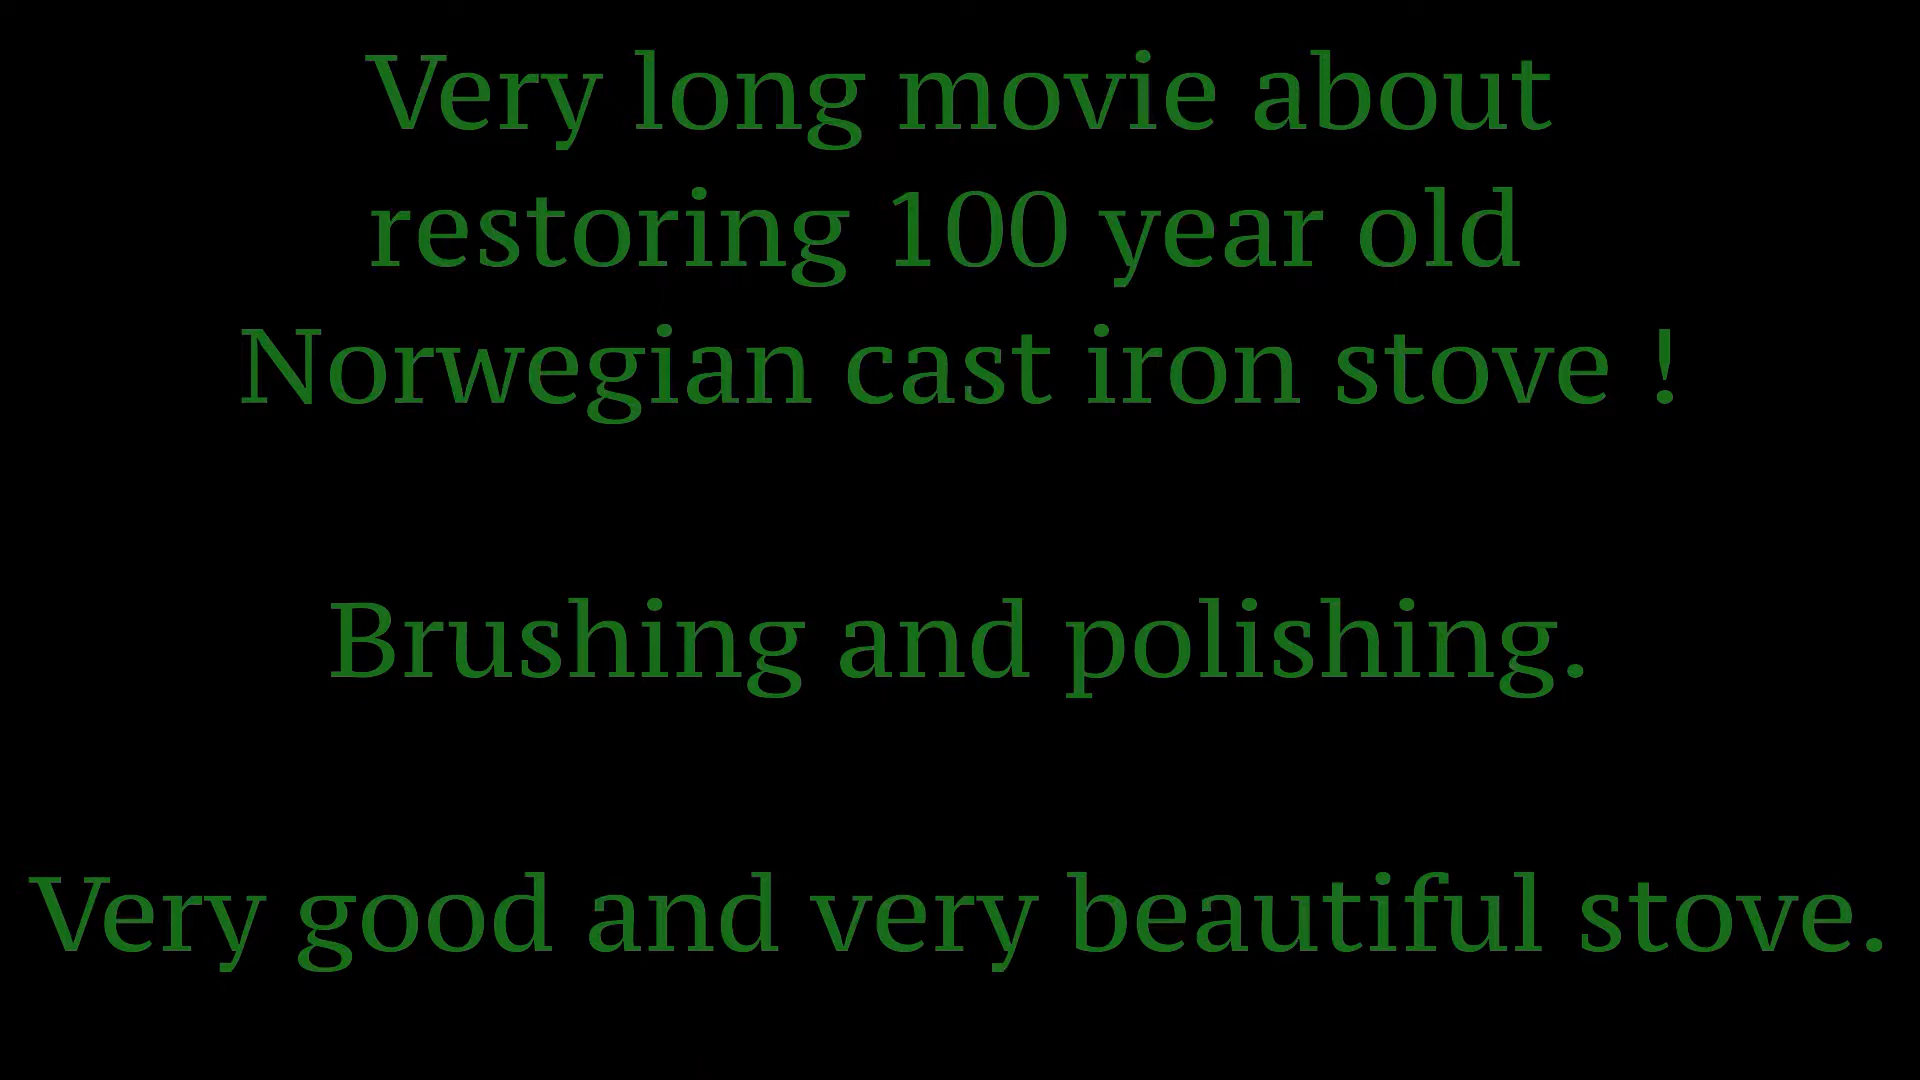 Very long movie about
restoring 100 year old
Norwegian cast iron stove !
Brushing and polishing.
Very good and very beautiful stove.